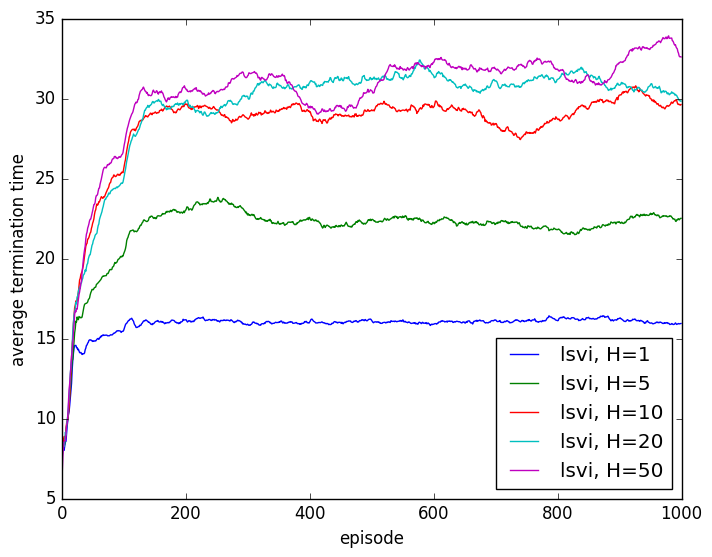 35
30
25
20
15
10
5
average termination time
0
200
400
600
800
1000
episode
lsvi, H=1
lsvi, H=5
lsvi, H=10
lsvi, H=20
lsvi, H=50